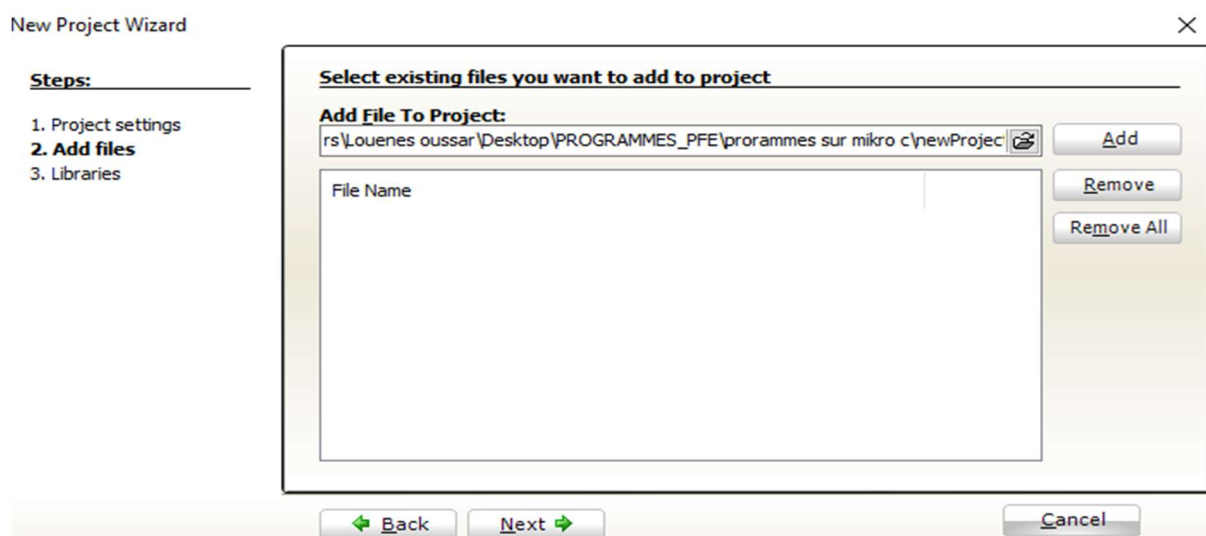 New Project Wizard
Steps:
1. Project settings
2. Add files
3. Libraries
Select existing files you want to add to project
Add File To Project:
rs\Louenes oussar\Desktop\PROGRAMMES_PFE\prorammes sur mikro c\newProjec
Add
File Name
Remove
Remove All
Back
Next
Cancel